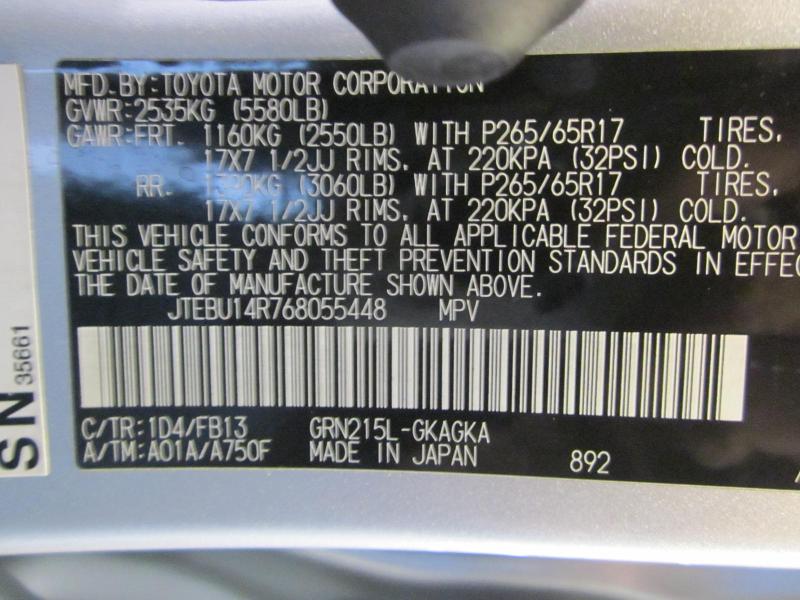 MFD. BY: TOYOTA MOTOR CORPORATION
GVWR: 2535KG (5580LB)
GAWR: FRT. 1160KG (2550LB) WITH P265/65R17 TIRES,
17X7 1/2JJ RIMS, AT 220KPA (32PSI) COLD.
RR. 1390KG (3060LB) WITH P265/65R17 TIRES,
17X7 1/2JJ RIMS, AT 220KPA (32PSI) COLD.
THIS VEHICLE CONFORMS TO ALL APPLICABLE FEDERAL MOTOR
VEHICLE SAFETY AND THEFT PREVENTION STANDARDS IN EFFEC
THE DATE OF MANUFACTURE SHOWN ABOVE.
JTEBU14R768055448 MPV
C/TR: 1D4/FB13 GRN215L-GKAGKA
A/TM: A01A/A750F MADE IN JAPAN 892
SN 35661